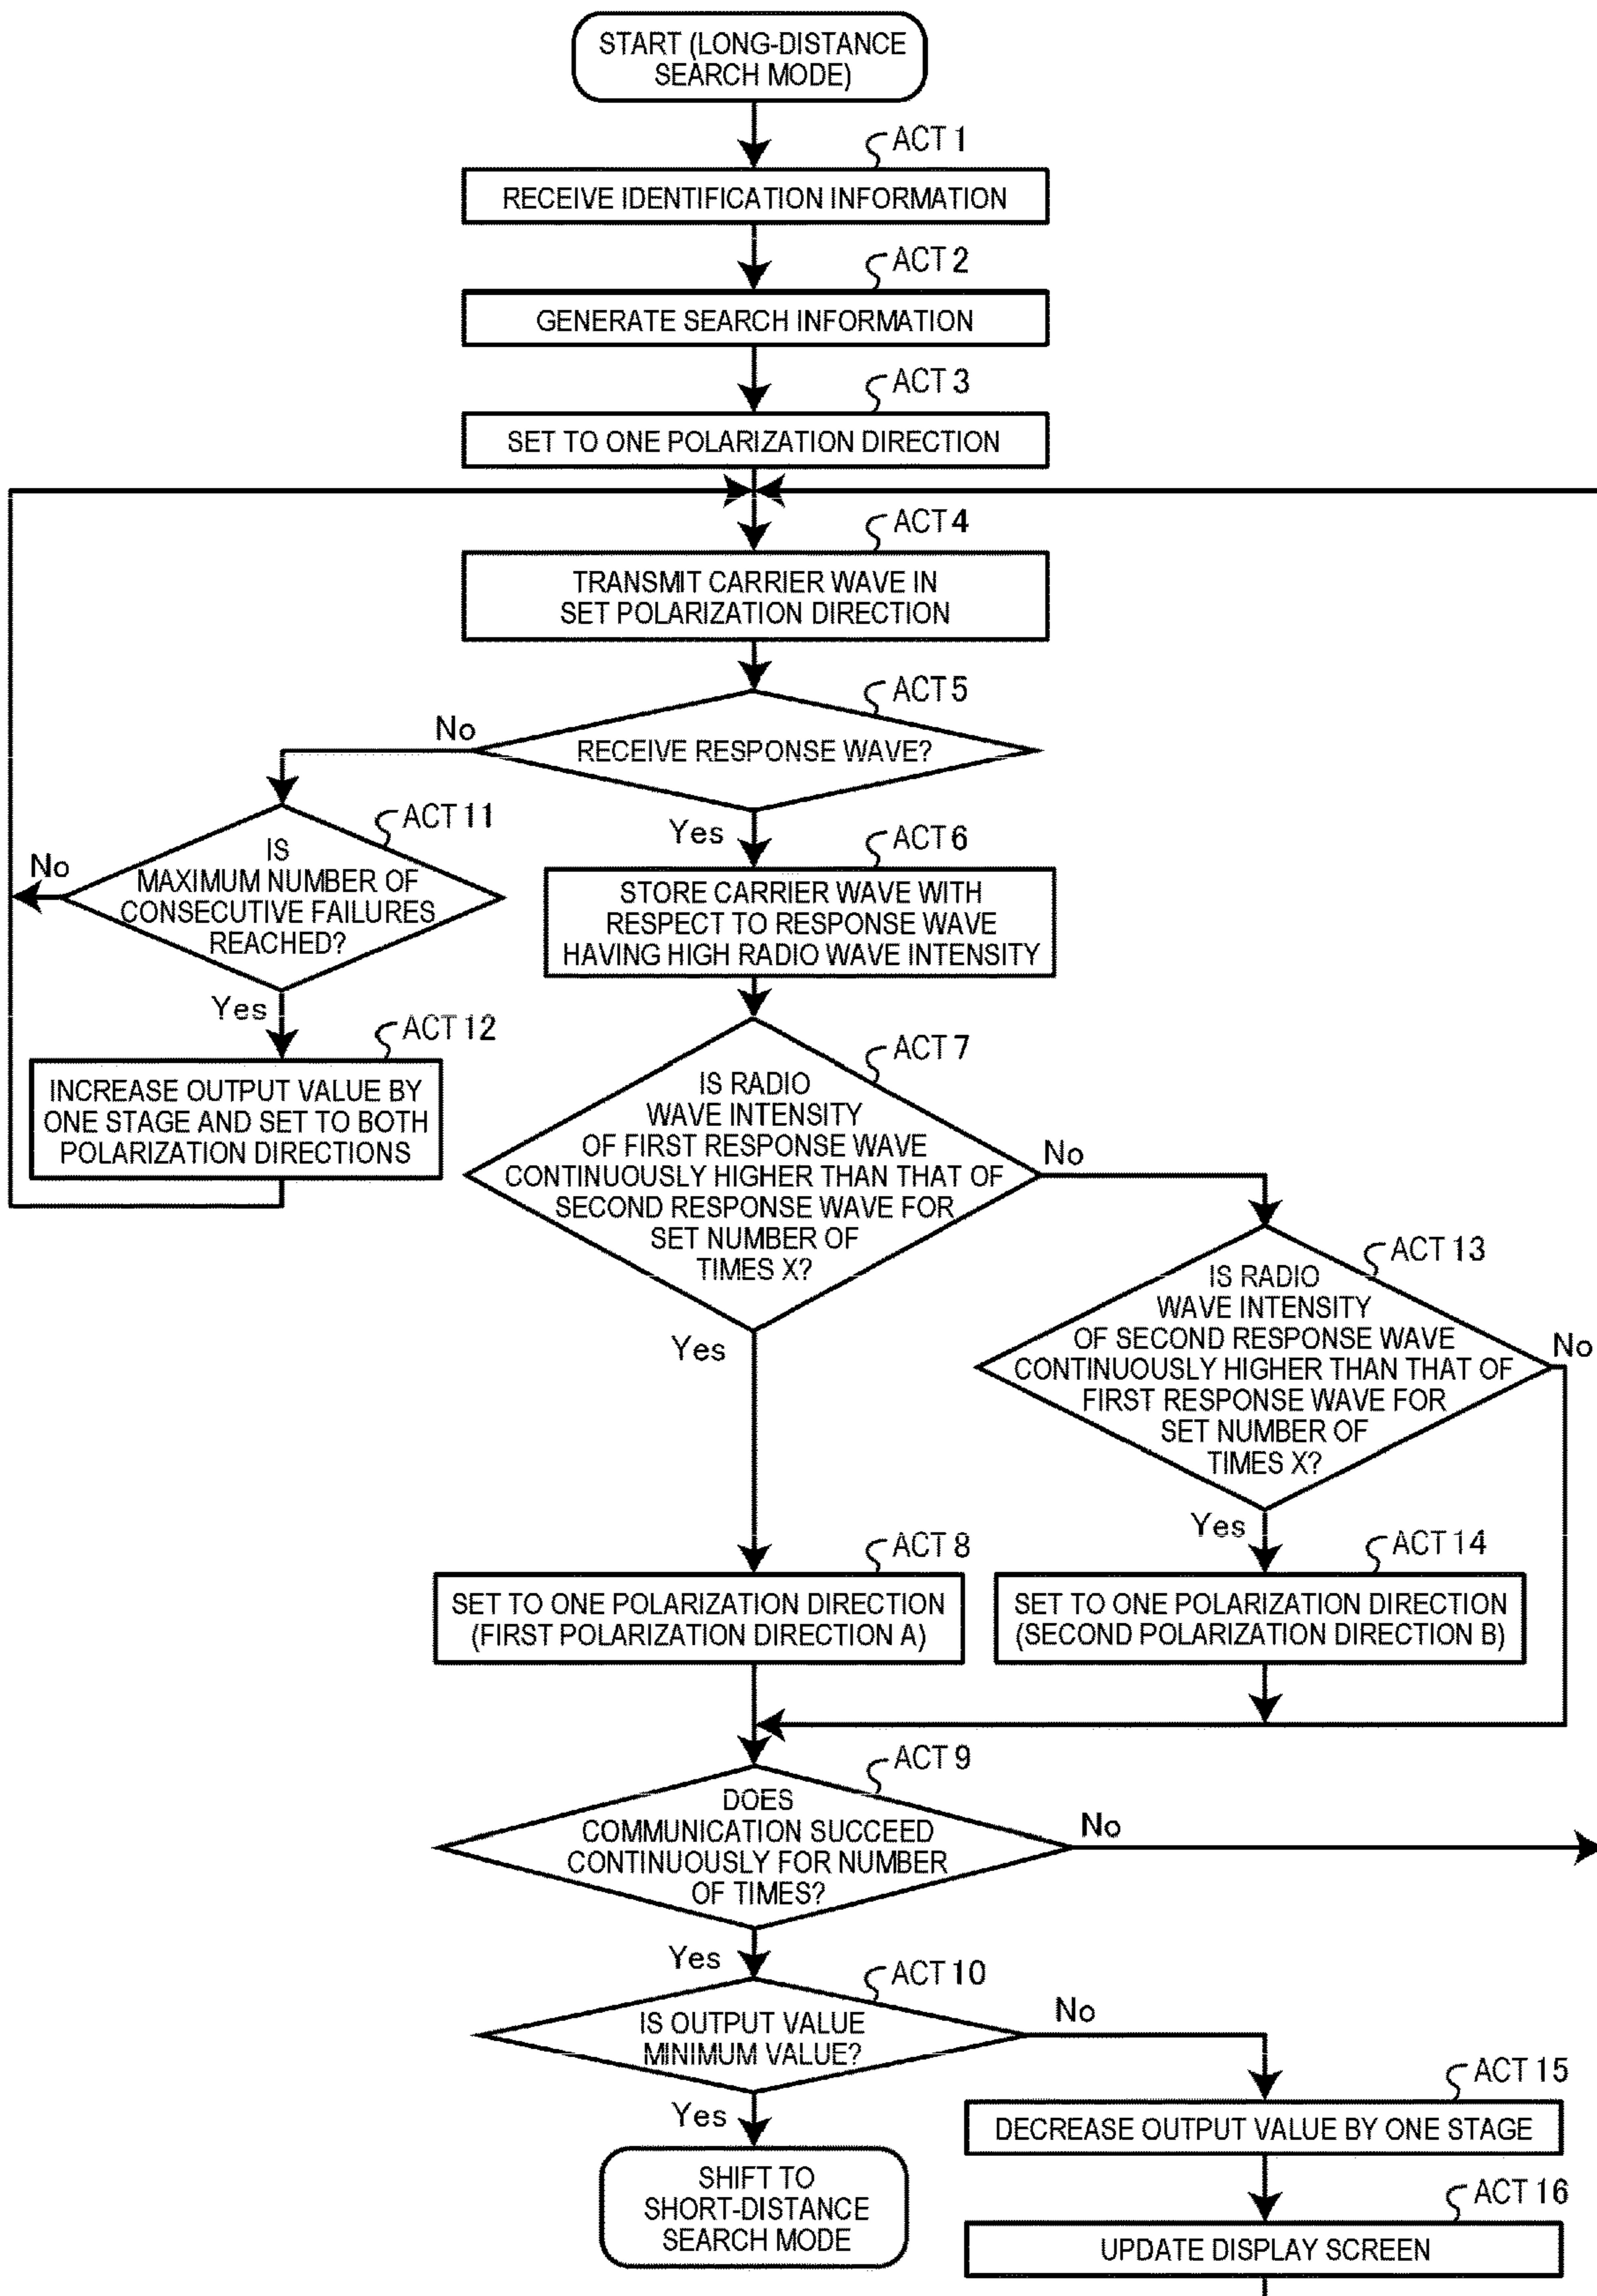 START (LONG-DISTANCE
SEARCH MODE)
ACT 1
RECEIVE IDENTIFICATION INFORMATION
ACT 2
GENERATE SEARCH INFORMATION
ACT 3
SET TO ONE POLARIZATION DIRECTION
ACT 4
TRANSMIT CARRIER WAVE IN
SET POLARIZATION DIRECTION
ACT 5
RECEIVE RESPONSE WAVE?
No
Yes
ACT 11
IS
MAXIMUM NUMBER OF
CONSECUTIVE FAILURES
REACHED?
No
Yes
ACT 12
INCREASE OUTPUT VALUE BY
ONE STAGE AND SET TO BOTH
POLARIZATION DIRECTIONS
ACT 6
STORE CARRIER WAVE WITH
RESPECT TO RESPONSE WAVE
HAVING HIGH RADIO WAVE INTENSITY
ACT 7
IS RADIO
WAVE INTENSITY
OF FIRST RESPONSE WAVE
CONTINUOUSLY HIGHER THAN THAT OF
SECOND RESPONSE WAVE FOR
SET NUMBER OF
TIMES X?
No
Yes
ACT 13
IS RADIO
WAVE INTENSITY
OF SECOND RESPONSE WAVE
CONTINUOUSLY HIGHER THAN THAT OF
FIRST RESPONSE WAVE FOR
SET NUMBER OF
TIMES X?
No
Yes
ACT 8
SET TO ONE POLARIZATION DIRECTION
(FIRST POLARIZATION DIRECTION A)
ACT 14
SET TO ONE POLARIZATION DIRECTION
(SECOND POLARIZATION DIRECTION B)
ACT 9
DOES
COMMUNICATION SUCCEED
CONTINUOUSLY FOR NUMBER
OF TIMES?
No
Yes
ACT 10
IS OUTPUT VALUE
MINIMUM VALUE?
No
Yes
SHIFT TO
SHORT-DISTANCE
SEARCH MODE
ACT 15
DECREASE OUTPUT VALUE BY ONE STAGE
ACT 16
UPDATE DISPLAY SCREEN